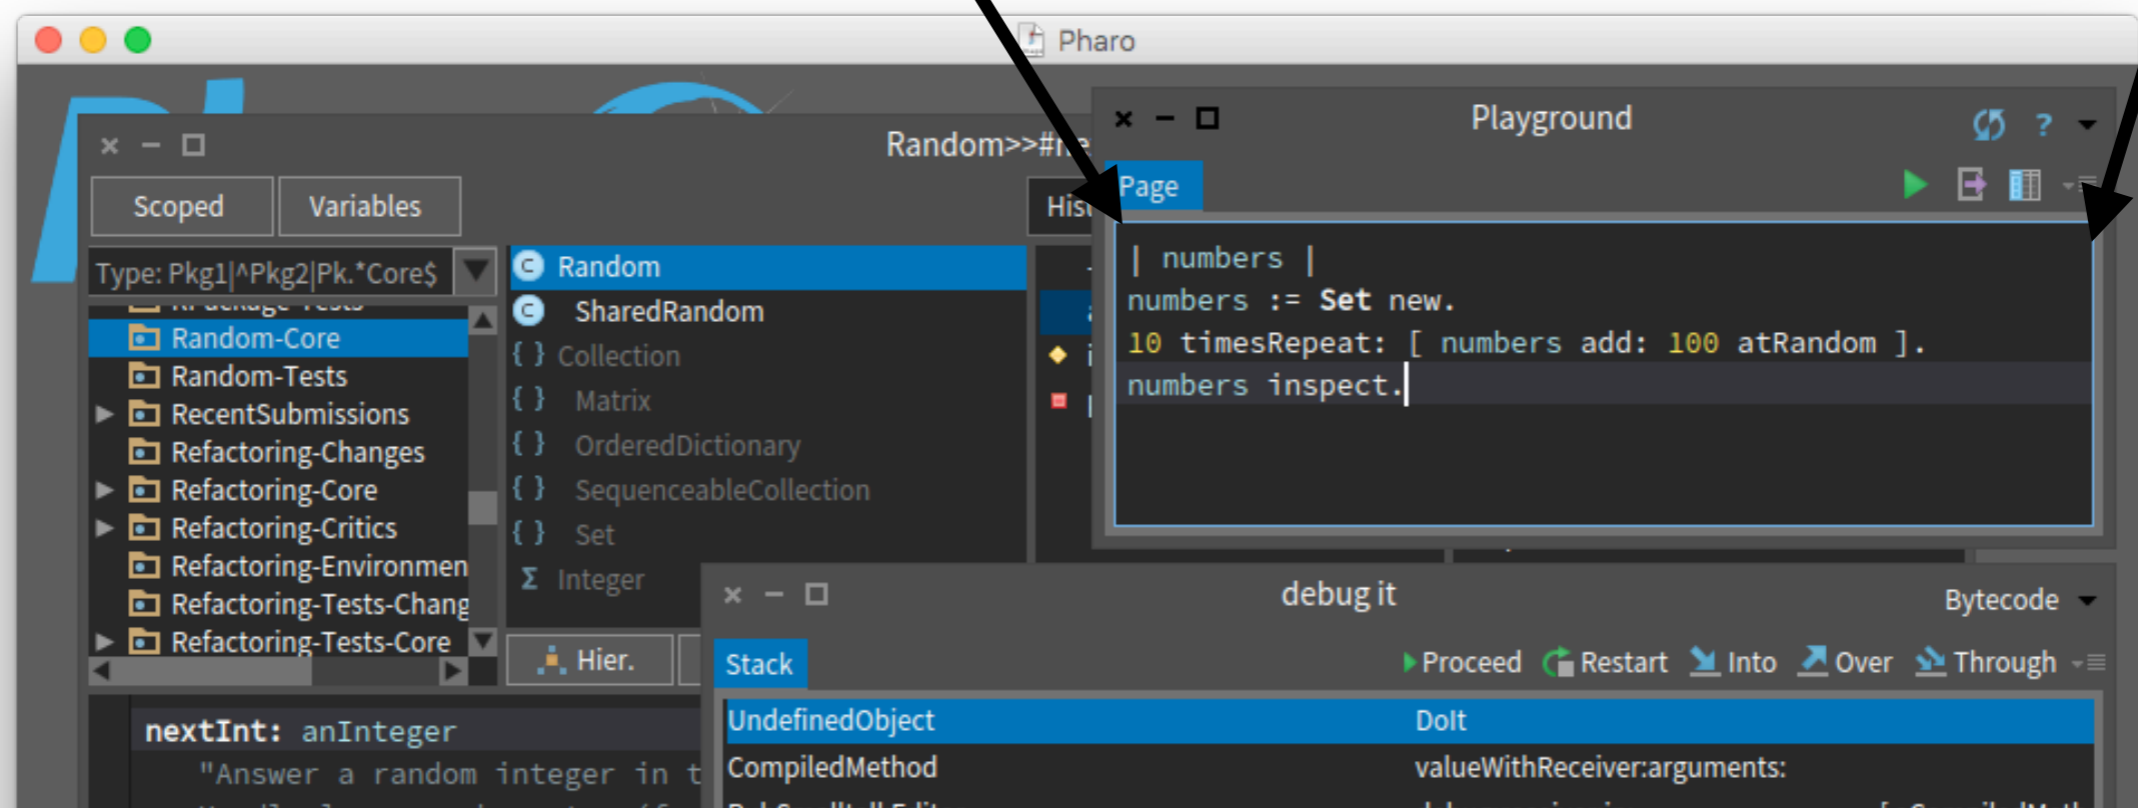 Pharo
Random>>#ne
Scoped
Variables
Type: Pkg1|^Pkg2|Pk.*Core$
Random-Core
Random-Tests
RecentSubmissions
Refactoring-Changes
Refactoring-Core
Refactoring-Critics
Refactoring-Environmen
Refactoring-Tests-Chang
Refactoring-Tests-Core
Random
SharedRandom
{ } Collection
{ } Matrix
{ } OrderedDictionary
{ } SequenceableCollection
{ } Set
Σ Integer
Hier.
Playground
?
Page
| numbers |
numbers := Set new.
10 timesRepeat: [ numbers add: 100 atRandom ].
numbers inspect.
debug it
Bytecode
Stack
Proceed Restart Into Over Through
UndefinedObject DoIt
CompiledMethod valueWithReceiver:arguments:
nextInt: anInteger
"Answer a random integer in t